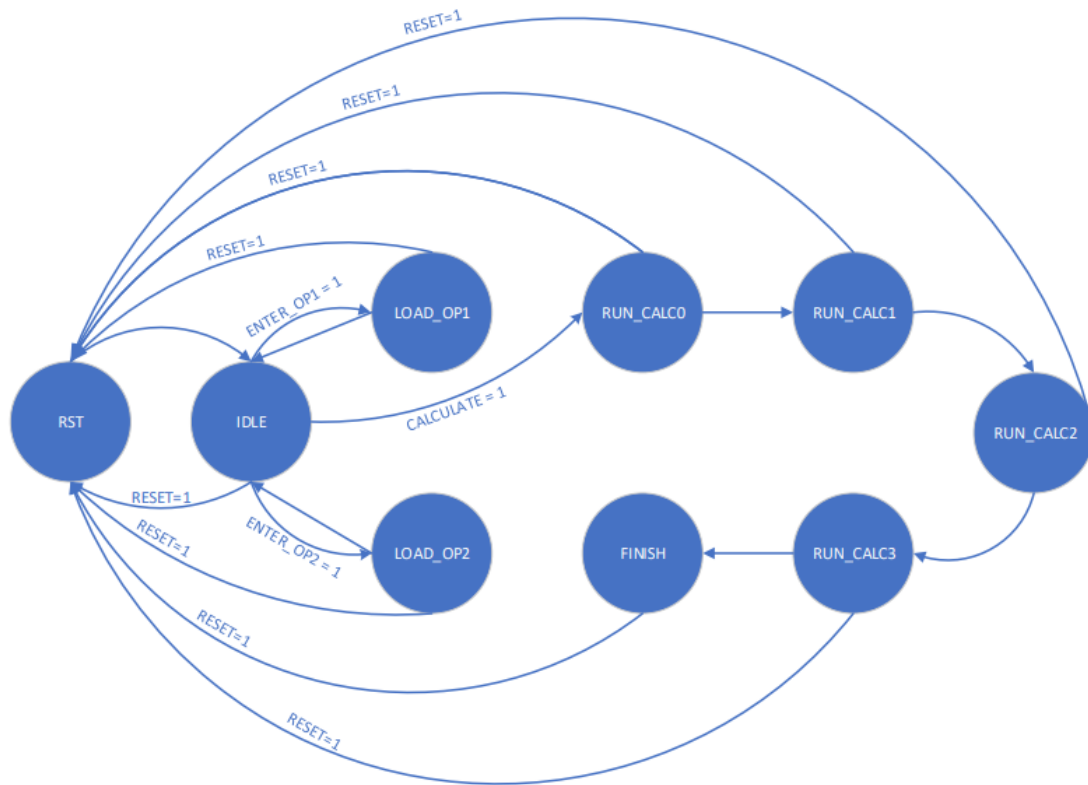 RESET=1
RESET=1
RESET=1
RESET=1
ENTER_OP1 = 1
LOAD_OP1
RUN_CALC0
RUN_CALC1
RST
IDLE
CALCULATE = 1
RUN_CALC2
RESET=1
ENTER_OP2 = 1
RESET=1
LOAD_OP2
FINISH
RUN_CALC3
RESET=1
RESET=1